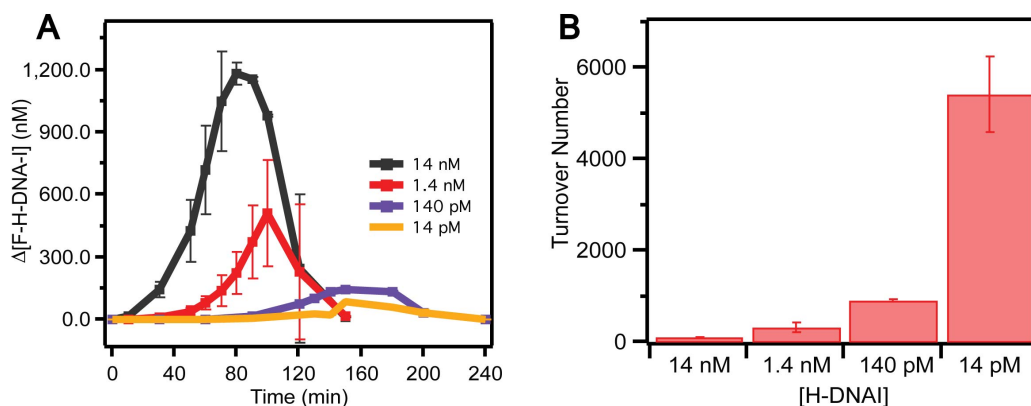 A
Δ[F-H-DNA-I] (nM)
1,200.0
900.0
600.0
300.0
0.0
0 40 80 120 160 200 240
Time (min)
14 nM
1.4 nM
140 pM
14 pM
B
Turnover Number
6000
4000
2000
0
14 nM 1.4 nM 140 pM 14 pM
[H-DNAI]